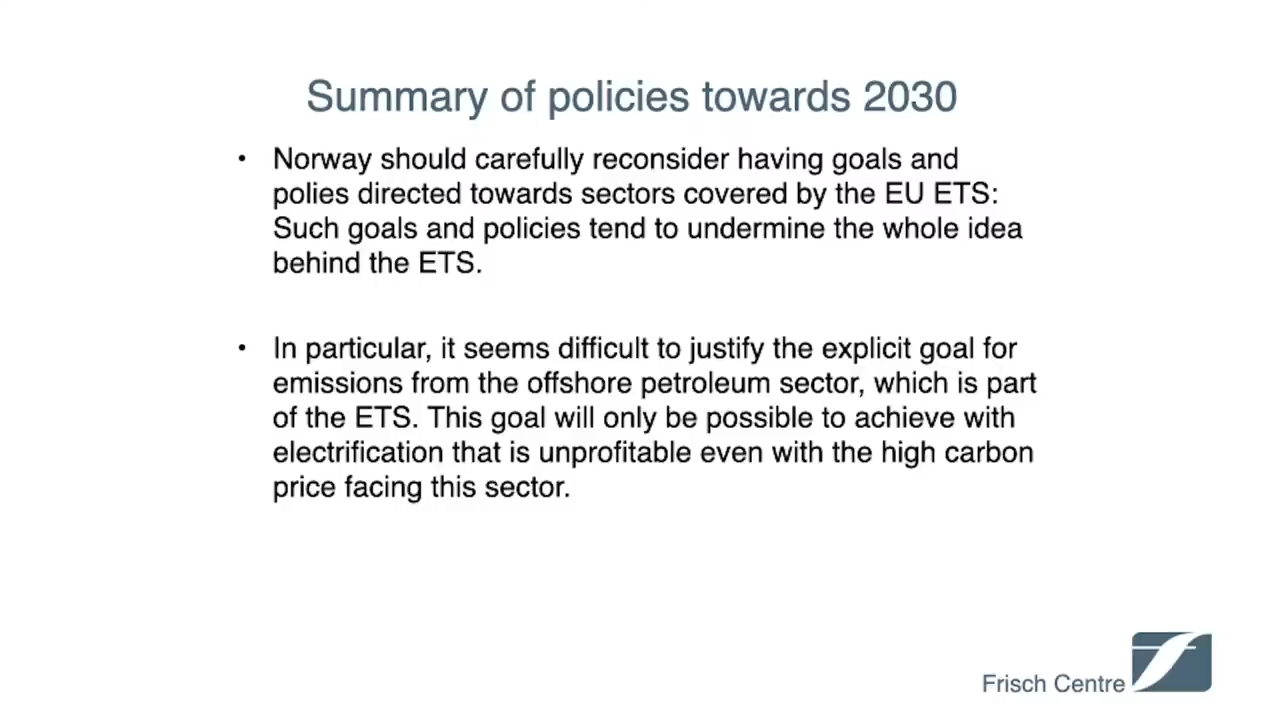 Summary of policies towards 2030
• Norway should carefully reconsider having goals and
polies directed towards sectors covered by the EU ETS:
Such goals and policies tend to undermine the whole idea
behind the ETS.
• In particular, it seems difficult to justify the explicit goal for
emissions from the offshore petroleum sector, which is part
of the ETS. This goal will only be possible to achieve with
electrification that is unprofitable even with the high carbon
price facing this sector.
Frisch Centre